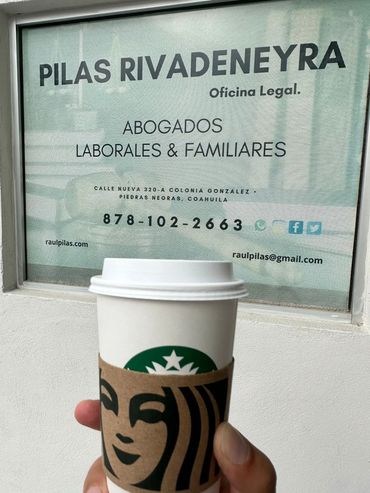 PILAS RIVADENEYRA
Oficina Legal.
ABOGADOS
LABORALES & FAMILIARES
CALLE NUEVA 320-A COLONIA GONZALEZ -
PIEDRAS NEGRAS, COAHUILA
878-102-2663
raulpilas.com
raulpilas@gmail.com